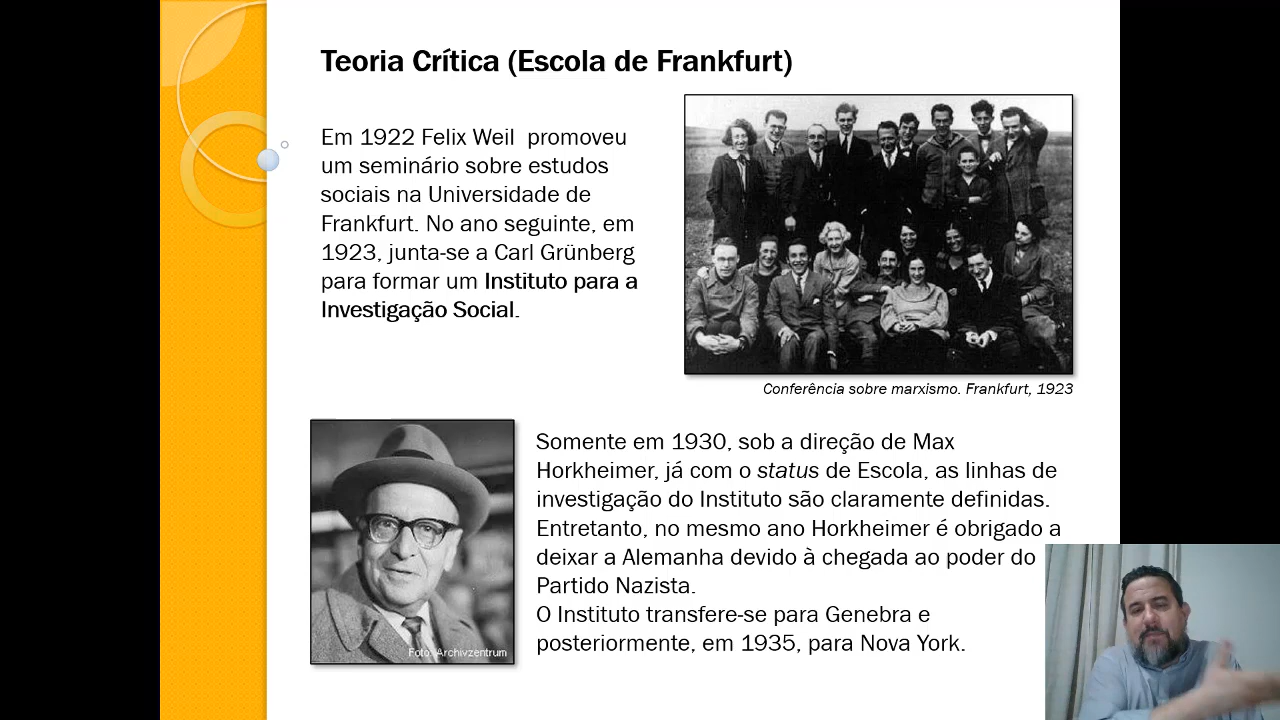 Teoria Crítica (Escola de Frankfurt)
Em 1922 Felix Weil promoveu
um seminário sobre estudos
sociais na Universidade de
Frankfurt. No ano seguinte, em
1923, junta-se a Carl Grünberg
para formar um Instituto para a
Investigação Social.
Conferência sobre marxismo. Frankfurt, 1923
Somente em 1930, sob a direção de Max
Horkheimer, já com o status de Escola, as linhas de
investigação do Instituto são claramente definidas.
Entretanto, no mesmo ano Horkheimer é obrigado a
deixar a Alemanha devido à chegada ao poder do
Partido Nazista.
O Instituto transfere-se para Genebra e
posteriormente, em 1935, para Nova York.
Foto: Archivzentrum